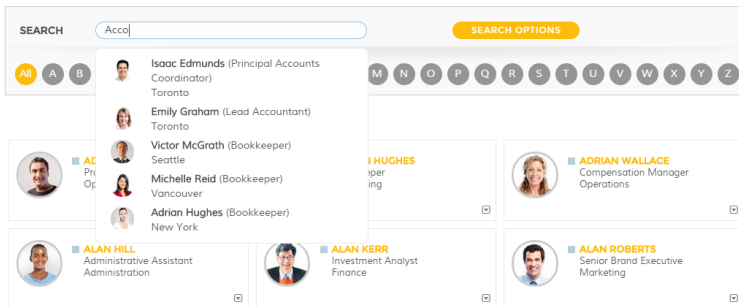 SEARCH
Acco
SEARCH OPTIONS
All A B M N O P Q R S T U V W X Y Z
Isaac Edmunds (Principal Accounts
Coordinator)
Toronto
Emily Graham (Lead Accountant)
Toronto
Victor McGrath (Bookkeeper)
Seattle
Michelle Reid (Bookkeeper)
Vancouver
Adrian Hughes (Bookkeeper)
New York
HUGHES
ADRIAN WALLACE
Compensation Manager
Operations
ALAN HILL
Administrative Assistant
Administration
ALAN KERR
Investment Analyst
Finance
ALAN ROBERTS
Senior Brand Executive
Marketing